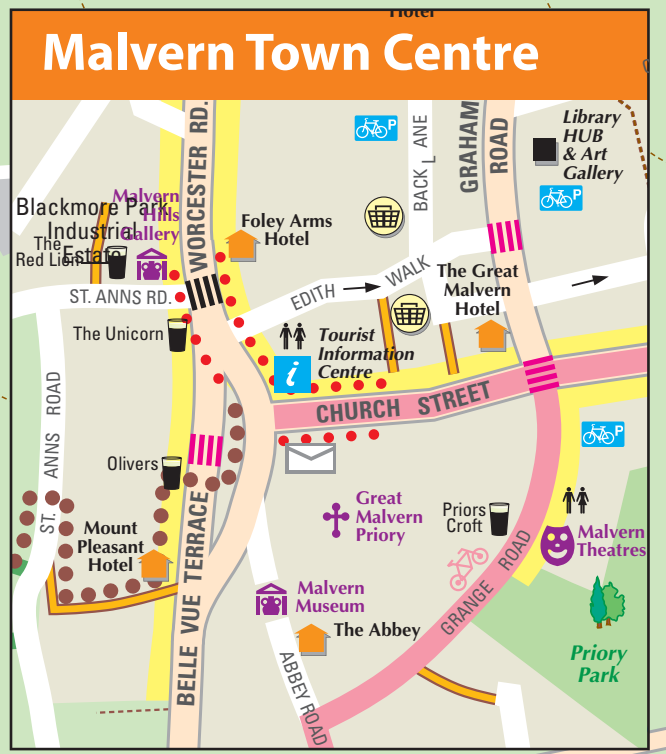 Hotel
Malvern Town Centre
WORCESTER RD.
BACK LANE
GRAHAM
ROAD
Library
HUB
& Art
Gallery
P
P
Malvern
Hills
Gallery
Blackmore Park
Industrial
Estate
The
Red Lion
Foley Arms
Hotel
ST. ANNS RD.
EDITH
WALK
The Great
Malvern
Hotel
The Unicorn
Tourist
Information
Centre
i
CHURCH STREET
ST. ANNS ROAD
P
Olivers
Great
Malvern
Priory
Priors
Croft
Malvern
Theatres
Mount
Pleasant
Hotel
BELLE VUE TERRACE
GRANGE ROAD
Malvern
Museum
The Abbey
ABBEY ROAD
Priory
Park